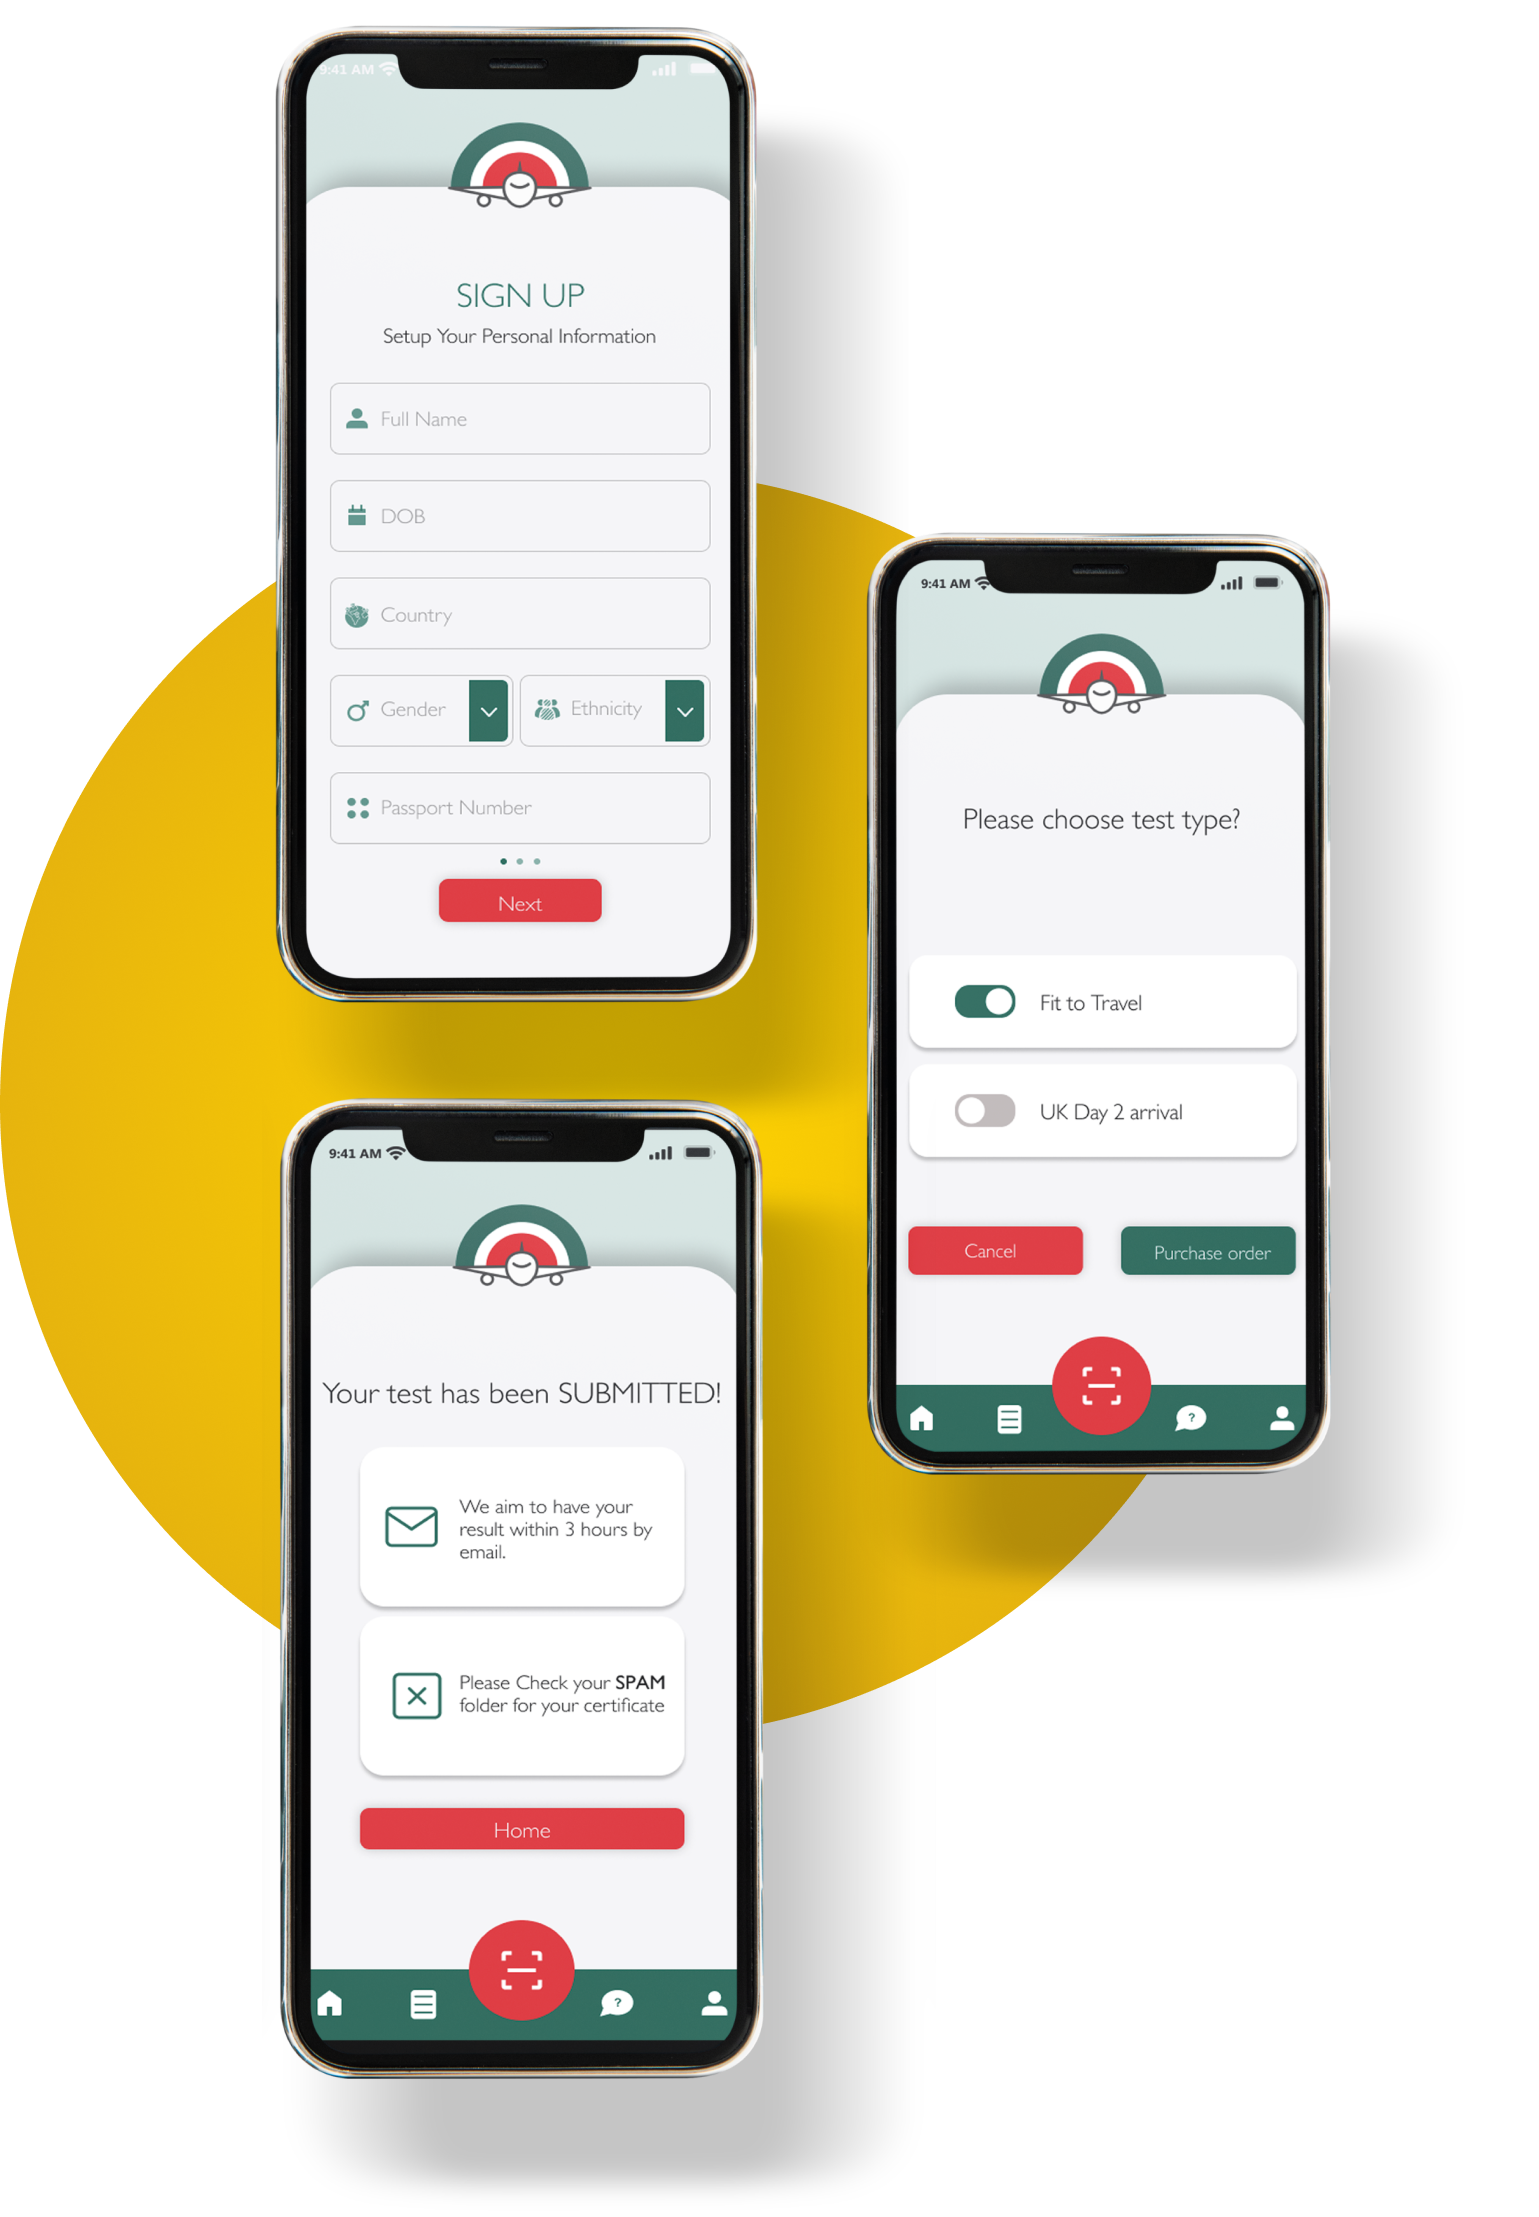 9:41 AM
SIGN UP
Setup Your Personal Information
Full Name
DOB
Country
Gender
Ethnicity
Passport Number
Next
9:41 AM
Please choose test type?
Fit to Travel
UK Day 2 arrival
Cancel
Purchase order
?
9:41 AM
Your test has been SUBMITTED!
We aim to have your
result within 3 hours by
email.
Please Check your SPAM
folder for your certificate
Home
?